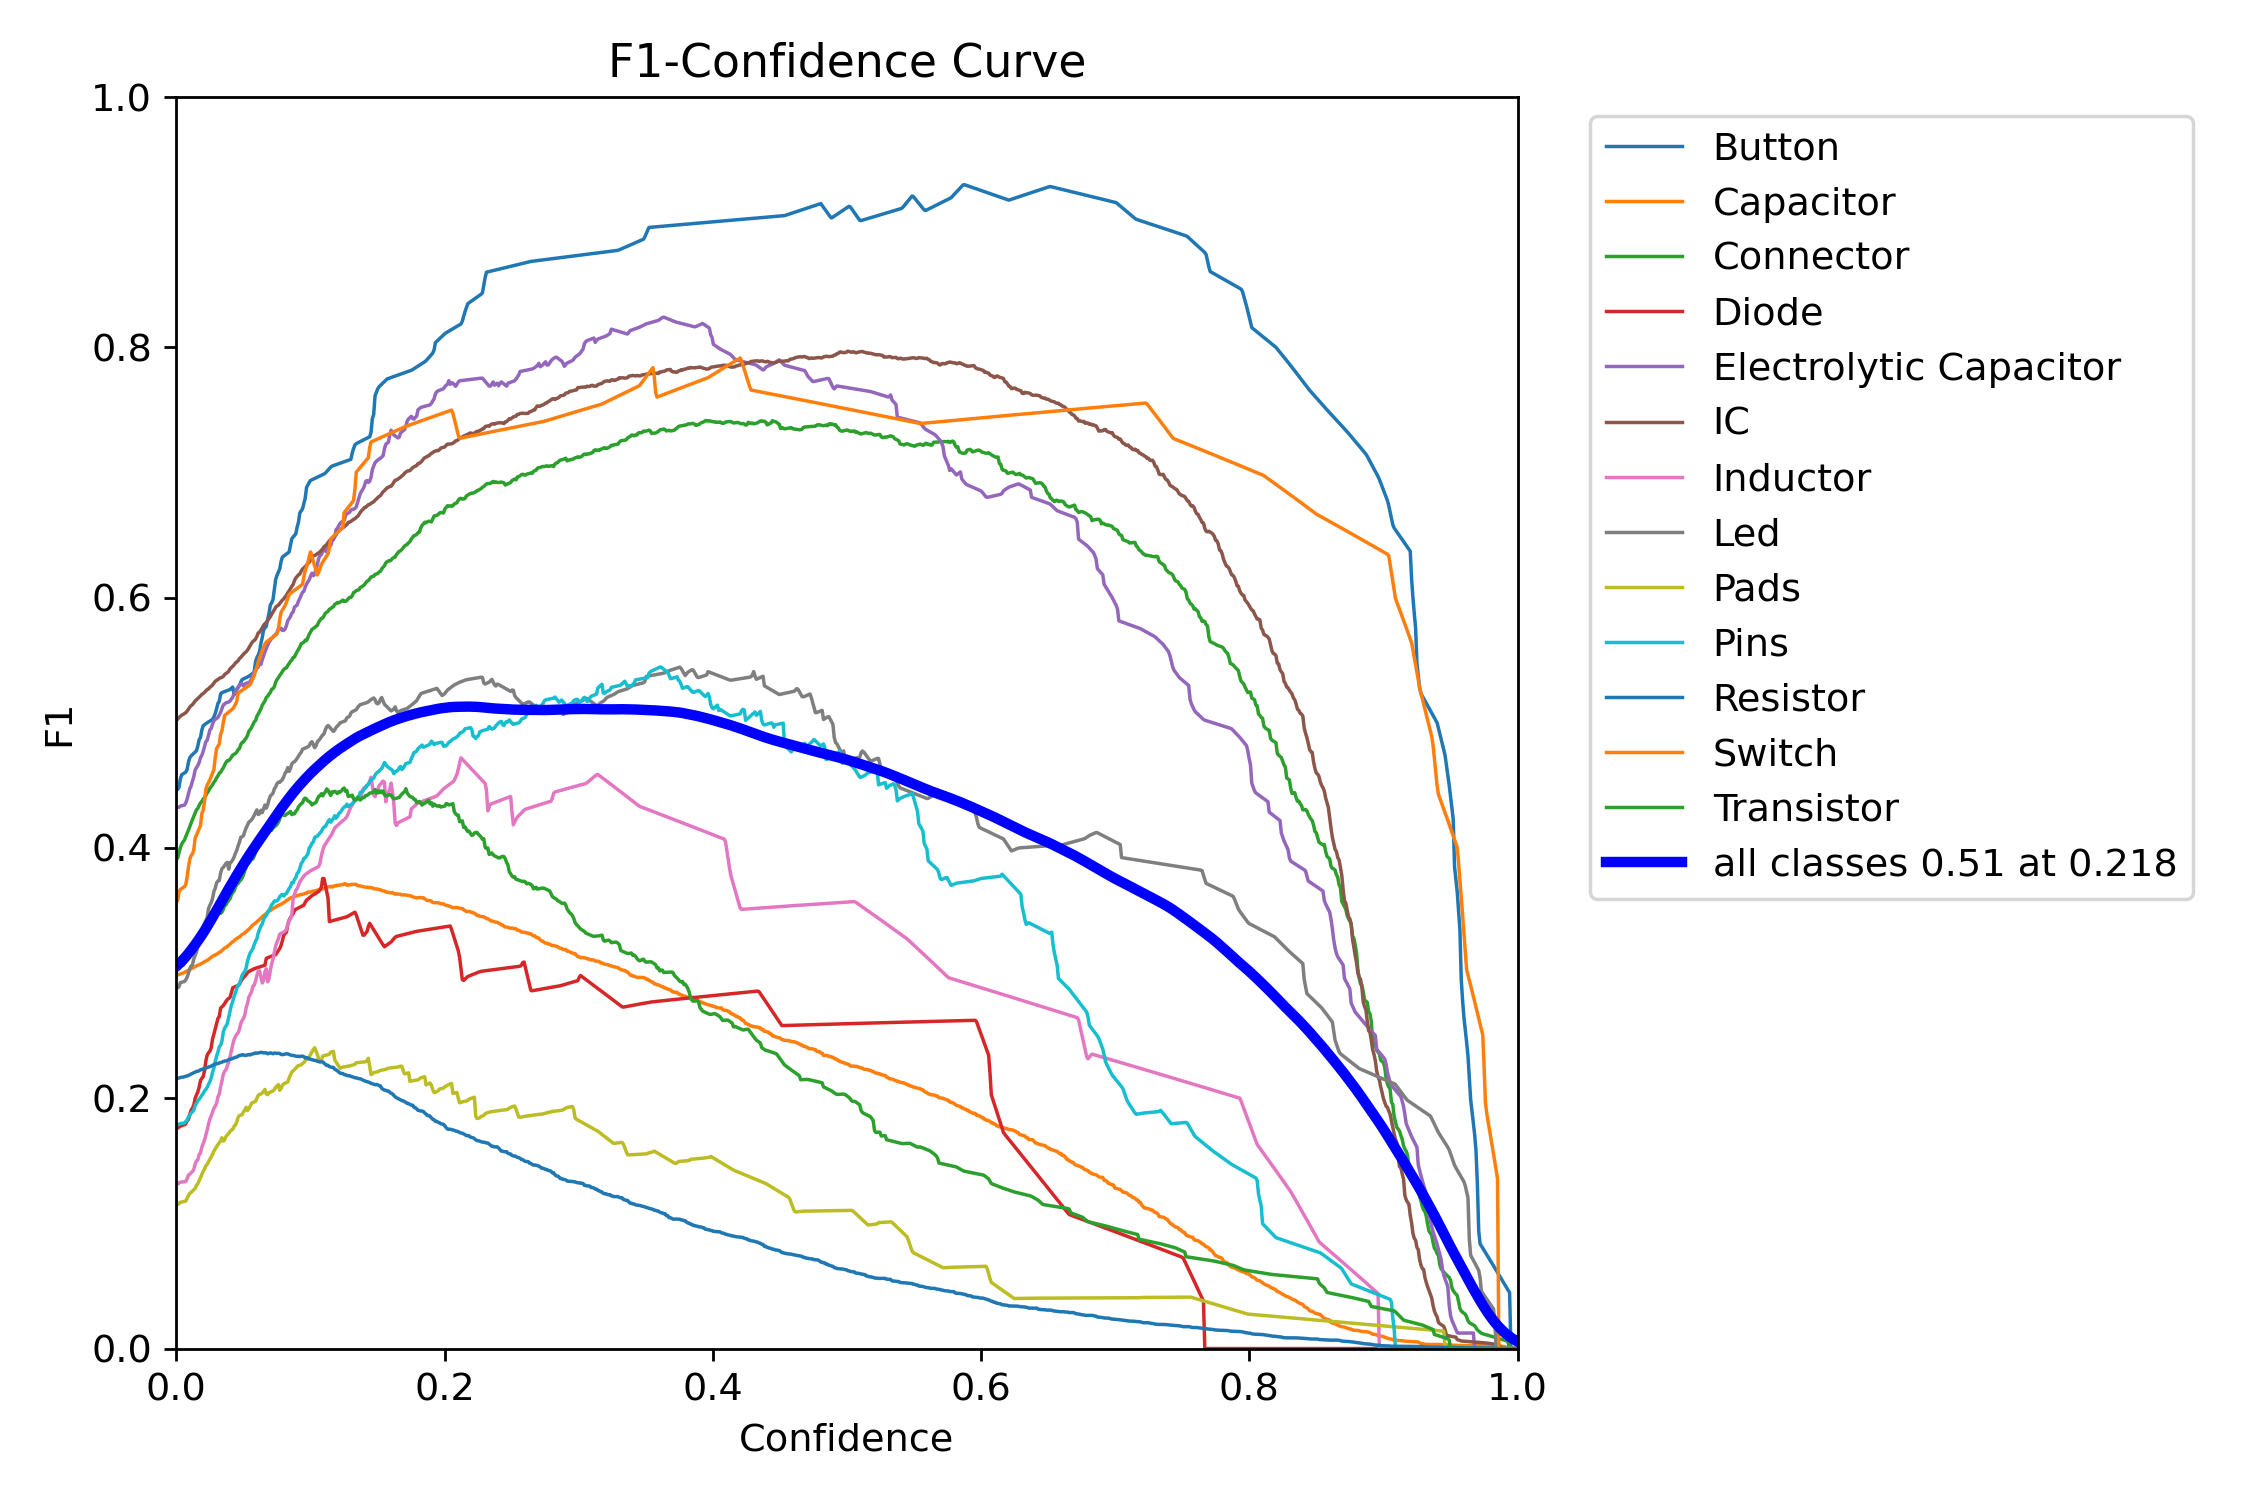 F1-Confidence Curve
1.0
0.8
0.6
0.4
0.2
0.0
F1
0.0 0.2 0.4 0.6 0.8 1.0
Confidence
Button
Capacitor
Connector
Diode
Electrolytic Capacitor
IC
Inductor
Led
Pads
Pins
Resistor
Switch
Transistor
all classes 0.51 at 0.218